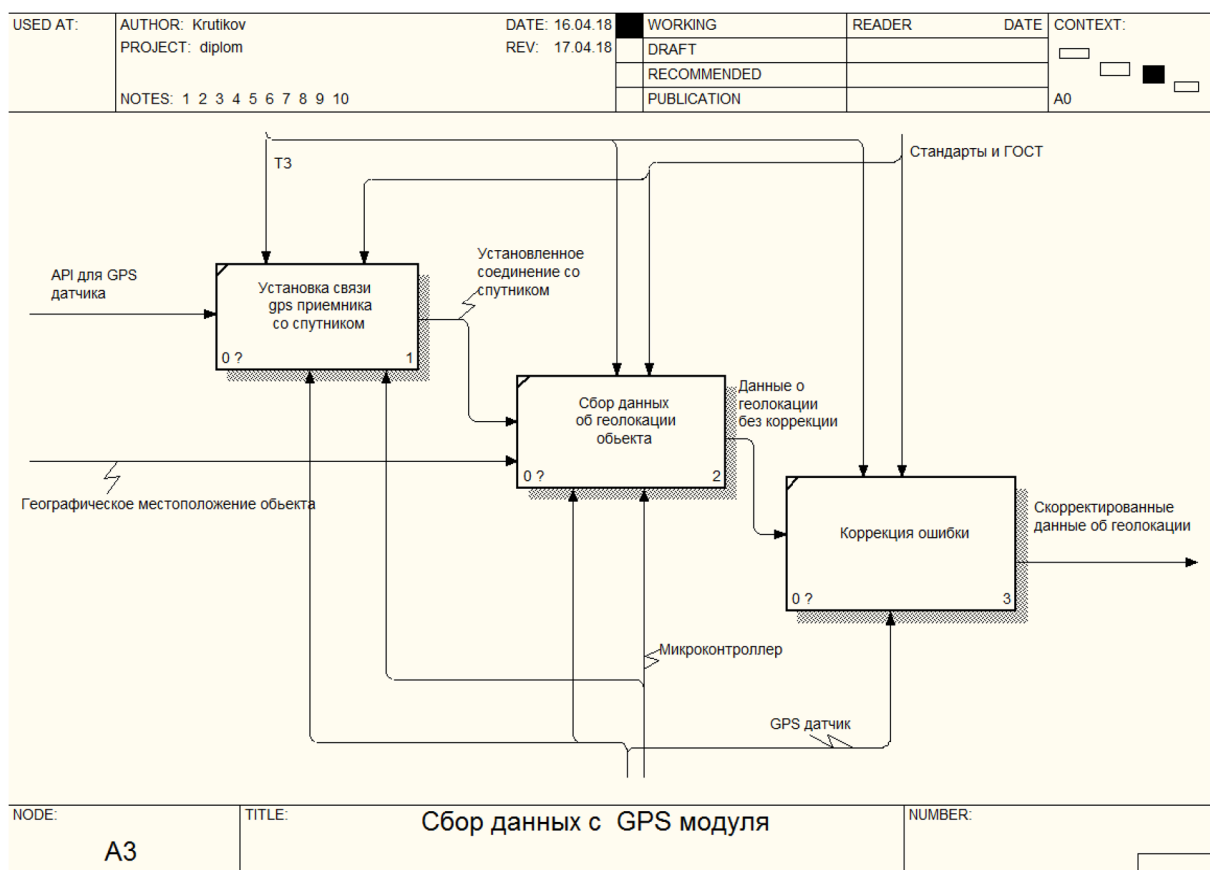 USED AT:
AUTHOR: Krutikov
DATE: 16.04.18
WORKING
READER
DATE
CONTEXT:
PROJECT: diplom
REV: 17.04.18
DRAFT
RECOMMENDED
NOTES: 1 2 3 4 5 6 7 8 9 10
PUBLICATION
A0
ТЗ
Стандарты и ГОСТ
API для GPS
датчика
Установка связи
gps приемника
со спутником
0 ?
1
Установленное
соединение со
спутником
Сбор данных
об геолокации
обьекта
0 ?
2
Данные о
геолокации
без коррекции
Географическое местоположение обьекта
Коррекция ошибки
0 ?
3
Скорректированные
данные об геолокации
Микроконтроллер
GPS датчик
NODE:
A3
TITLE:
Сбор данных с GPS модуля
NUMBER: